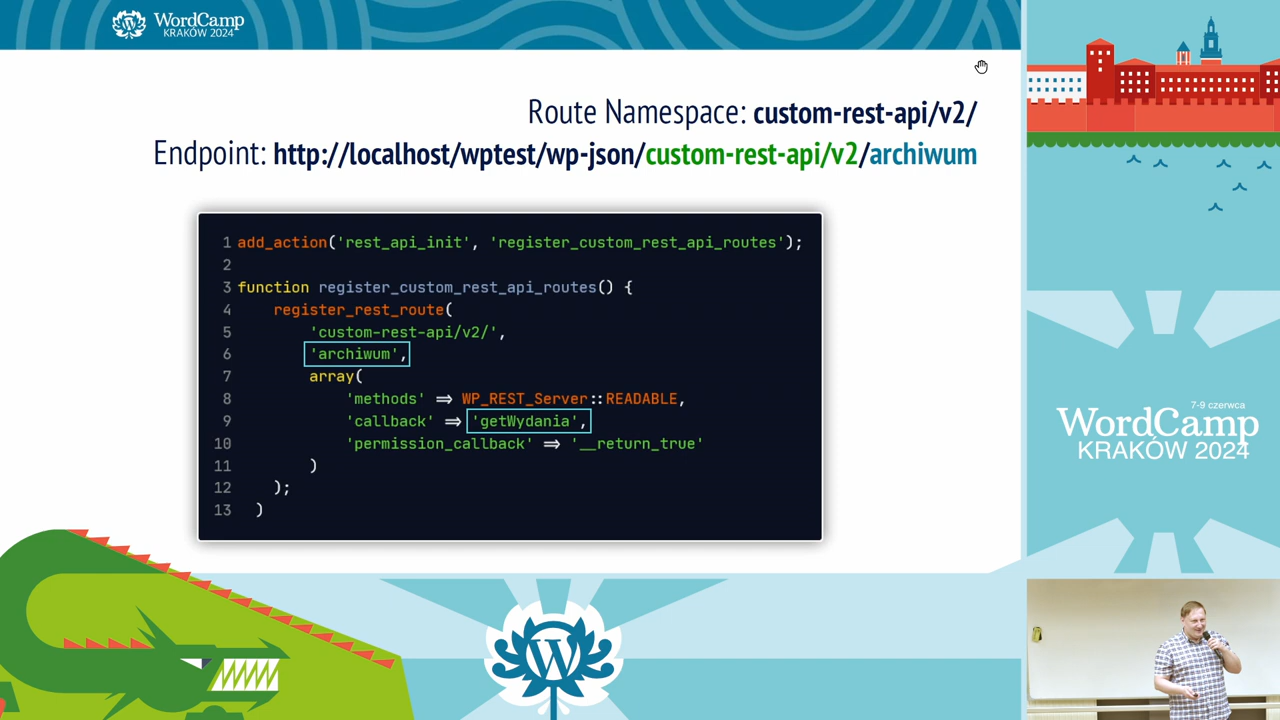 WordCamp
KRAKÓW 2024
Route Namespace: custom-rest-api/v2/
Endpoint: http://localhost/wptest/wp-json/custom-rest-api/v2/archiwum
1 add_action('rest_api_init', 'register_custom_rest_api_routes');
2
3 function register_custom_rest_api_routes() {
4 register_rest_route(
5 'custom-rest-api/v2/',
6 'archiwum',
7 array(
8 'methods' => WP_REST_Server::READABLE,
9 'callback' => 'getWydania',
10 'permission_callback' => '__return_true'
11 )
12 );
13 )
7-9 czerwca
WordCamp
KRAKÓW 2024
W